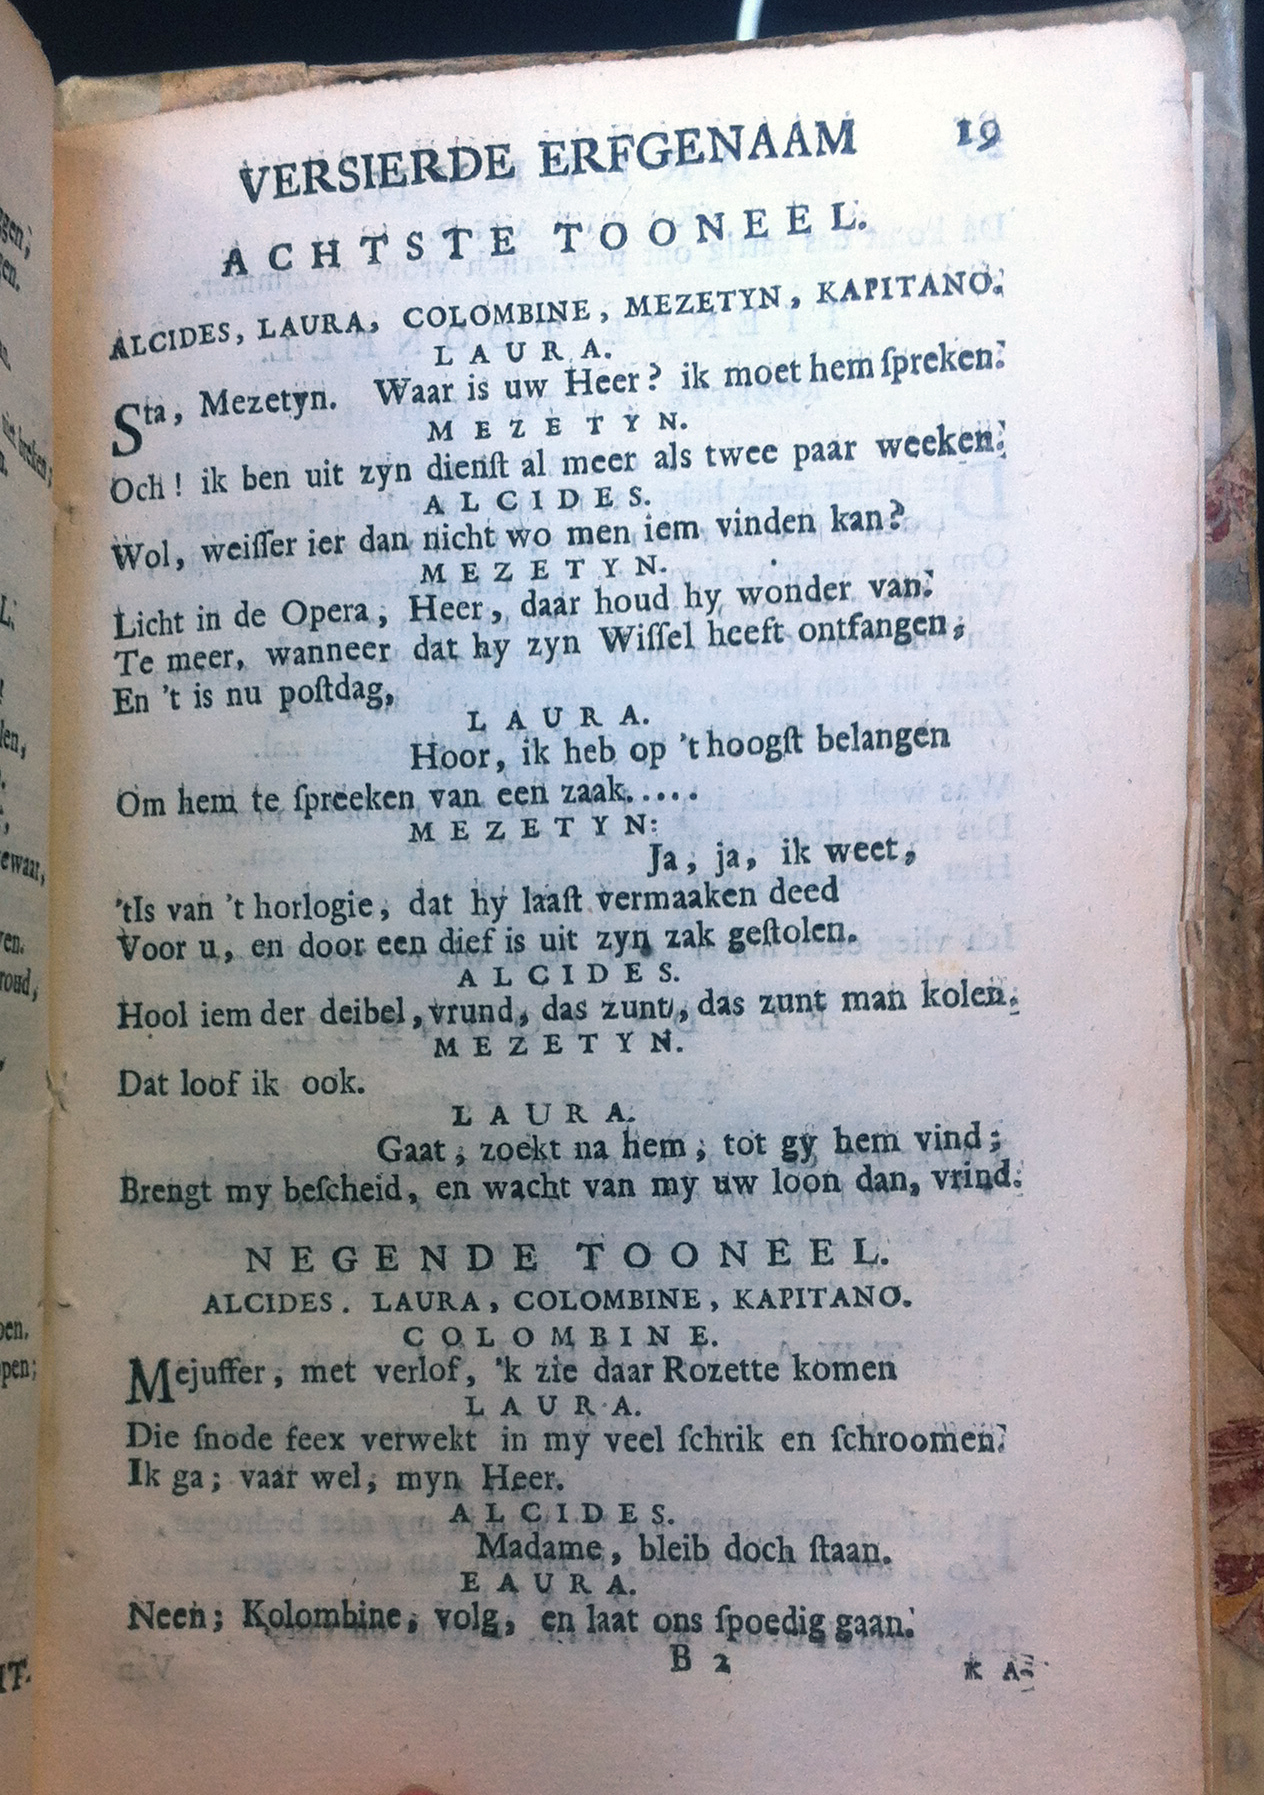 VERSIERDE ERFGENAAM 19
ACHTSTE TOONEEL.
ALCIDES, LAURA, COLOMBINE, MEZETYN, KAPITANO.
LAURA.
Sta, Mezetyn. Waar is uw Heer? ik moet hem ſpreken.
MEZETYN.
Och! ik ben uit zyn dienſt al meer als twee paar weeken.
ALCIDES.
Wol, weiſſer ier dan nicht wo men iem vinden kan?
MEZETYN.
Licht in de Opera, Heer, daar houd hy wonder van.
Te meer, wanneer dat hy zyn Wiſſel heeft ontfangen,
En 't is nu poſtdag,
LAURA.
Hoor, ik heb op 't hoogſt belangen
Om hem te ſpreeken van een zaak.....
MEZETYN:
Ja, ja, ik weet,
'tIs van 't horlogie, dat hy laaſt vermaaken deed
Voor u, en door een dief is uit zyn zak geſtolen.
ALCIDES.
Hool iem der deibel, vrund, das zunt, das zunt man kolen.
MEZETYN.
Dat loof ik ook.
LAURA.
Gaat, zoekt na hem, tot gy hem vind;
Brengt my beſcheid, en wacht van my uw loon dan, vrind.
NEGENDE TOONEEL.
ALCIDES. LAURA, COLOMBINE, KAPITANO.
COLOMBINE.
Mejuffer, met verlof, 'k zie daar Rozette komen
LAURA.
Die ſnode feex verwekt in my veel ſchrik en ſchroomen.
Ik ga; vaar wel, myn Heer.
ALCIDES.
Madame, bleib doch ſtaan.
EAURA.
Neen; Kolombine, volg, en laat ons ſpoedig gaan.
B 2 KA-